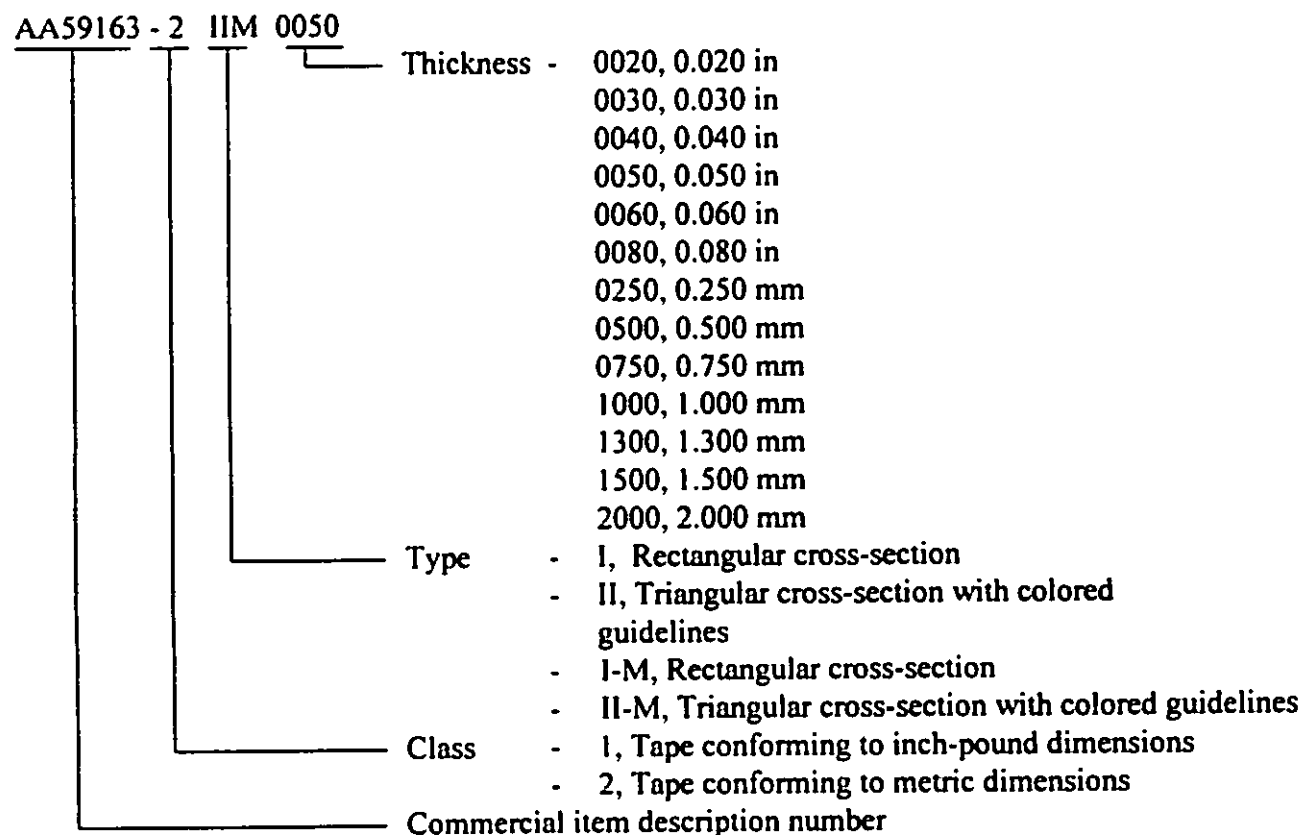 AA59163 - 2 IIM 0050
Thickness - 0020, 0.020 in
0030, 0.030 in
0040, 0.040 in
0050, 0.050 in
0060, 0.060 in
0080, 0.080 in
0250, 0.250 mm
0500, 0.500 mm
0750, 0.750 mm
1000, 1.000 mm
1300, 1.300 mm
1500, 1.500 mm
2000, 2.000 mm
Type - I, Rectangular cross-section
- II, Triangular cross-section with colored
guidelines
- I-M, Rectangular cross-section
- II-M, Triangular cross-section with colored guidelines
Class - 1, Tape conforming to inch-pound dimensions
- 2, Tape conforming to metric dimensions
Commercial item description number